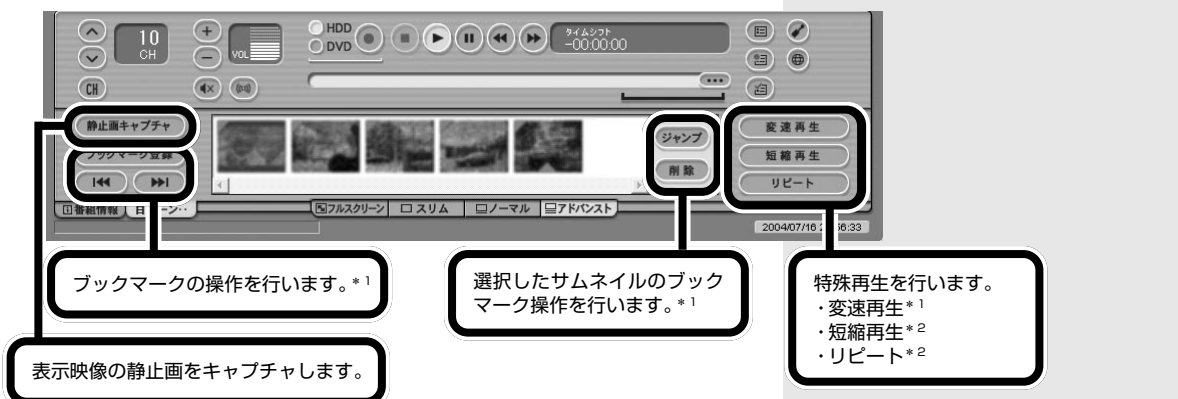 10
CH
CH
VOL
HDD
DVD
タイムシフト
-00:00:00
静止画キャプチャ
ブックマーク登録
ジャンプ
削除
変速再生
短縮再生
リピート
1番組情報
フルスクリーン
スリム
ノーマル
アドバンスト
2004/07/16
ブックマークの操作を行います。*1
選択したサムネイルのブック
マーク操作を行います。*1
特殊再生を行います。
・変速再生*1
・短縮再生*2
・リピート*2
表示映像の静止画をキャプチャします。